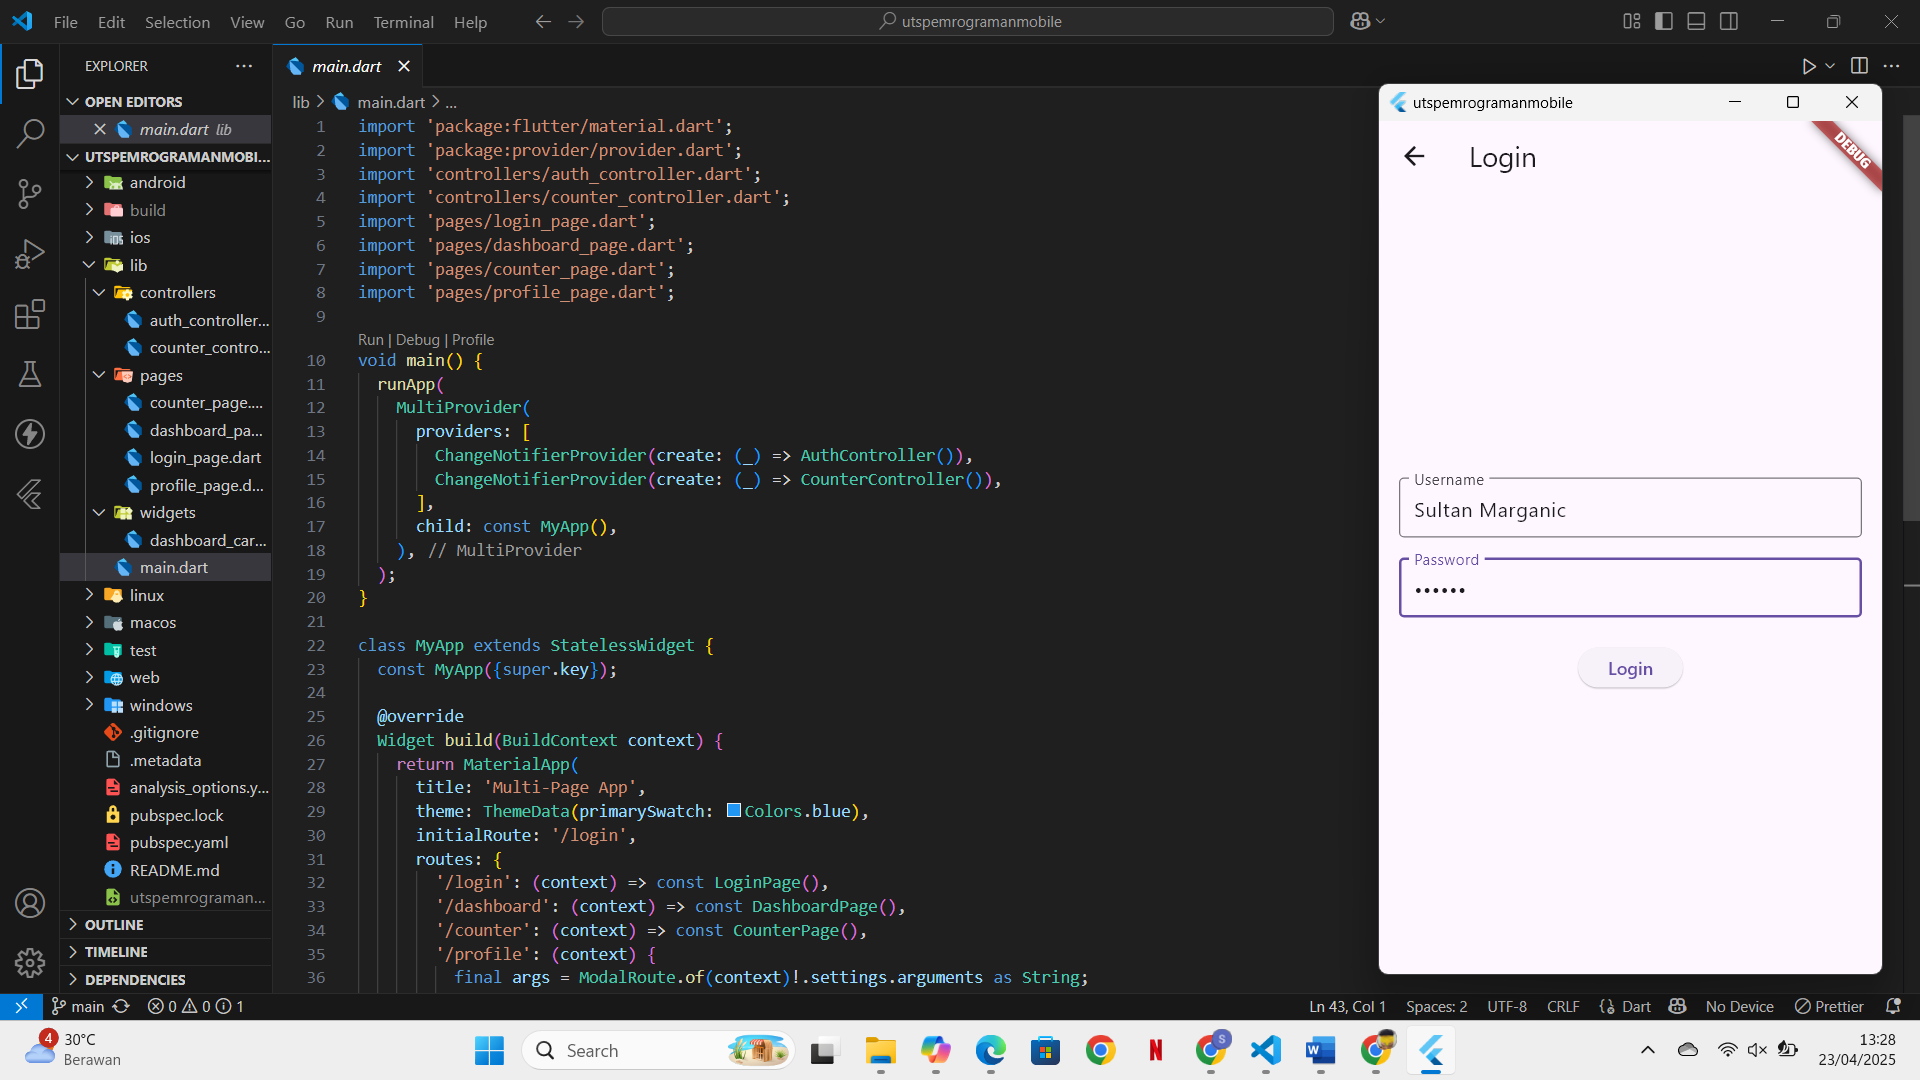 File Edit Selection View Go Run Terminal Help
utspemrogramanmobile
EXPLORER
OPEN EDITORS
main.dart lib
UTSPEMROGRAMANMOBI...
android
build
ios
lib
controllers
auth_controller...
counter_contro...
pages
counter_page....
dashboard_pa...
login_page.dart
profile_page.d...
widgets
dashboard_car...
main.dart
linux
macos
test
web
windows
.gitignore
.metadata
analysis_options.y...
pubspec.lock
pubspec.yaml
README.md
utspemrograman...
OUTLINE
TIMELINE
DEPENDENCIES
main.dart
lib > main.dart > ...
1 import 'package:flutter/material.dart';
2 import 'package:provider/provider.dart';
3 import 'controllers/auth_controller.dart';
4 import 'controllers/counter_controller.dart';
5 import 'pages/login_page.dart';
6 import 'pages/dashboard_page.dart';
7 import 'pages/counter_page.dart';
8 import 'pages/profile_page.dart';
9
Run | Debug | Profile
10 void main() {
11 runApp(
12 MultiProvider(
13 providers: [
14 ChangeNotifierProvider(create: (_) => AuthController()),
15 ChangeNotifierProvider(create: (_) => CounterController()),
16 ],
17 child: const MyApp(),
18 ), // MultiProvider
19 );
20 }
21
22 class MyApp extends StatelessWidget {
23 const MyApp({super.key});
24
25 @override
26 Widget build(BuildContext context) {
27 return MaterialApp(
28 title: 'Multi-Page App',
29 theme: ThemeData(primarySwatch: Colors.blue),
30 initialRoute: '/login',
31 routes: {
32 '/login': (context) => const LoginPage(),
33 '/dashboard': (context) => const DashboardPage(),
34 '/counter': (context) => const CounterPage(),
35 '/profile': (context) {
36 final args = ModalRoute.of(context)!.settings.arguments as String;
utspemrogramanmobile
DEBUG
Login
Username
Sultan Marganic
Password
••••••
Login
main 0 0 1
Ln 43, Col 1 Spaces: 2 UTF-8 CRLF Dart No Device Prettier
4
30°C
Berawan
Search
S
13:28
23/04/2025